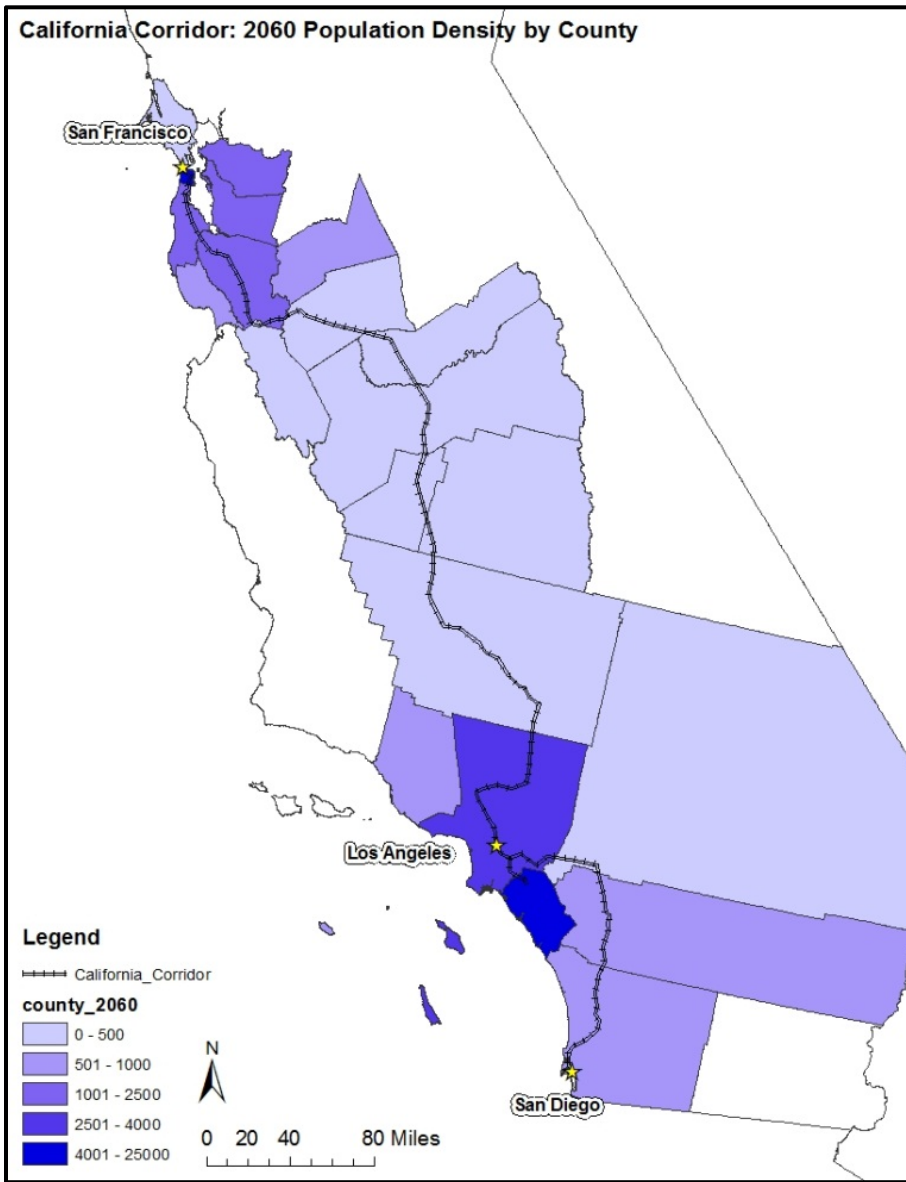 California Corridor: 2060 Population Density by County
San Francisco
Los Angeles
San Diego
Legend
California_Corridor
county_2060
0 - 500
501 - 1000
1001 - 2500
2501 - 4000
4001 - 25000
N
0 20 40 80 Miles